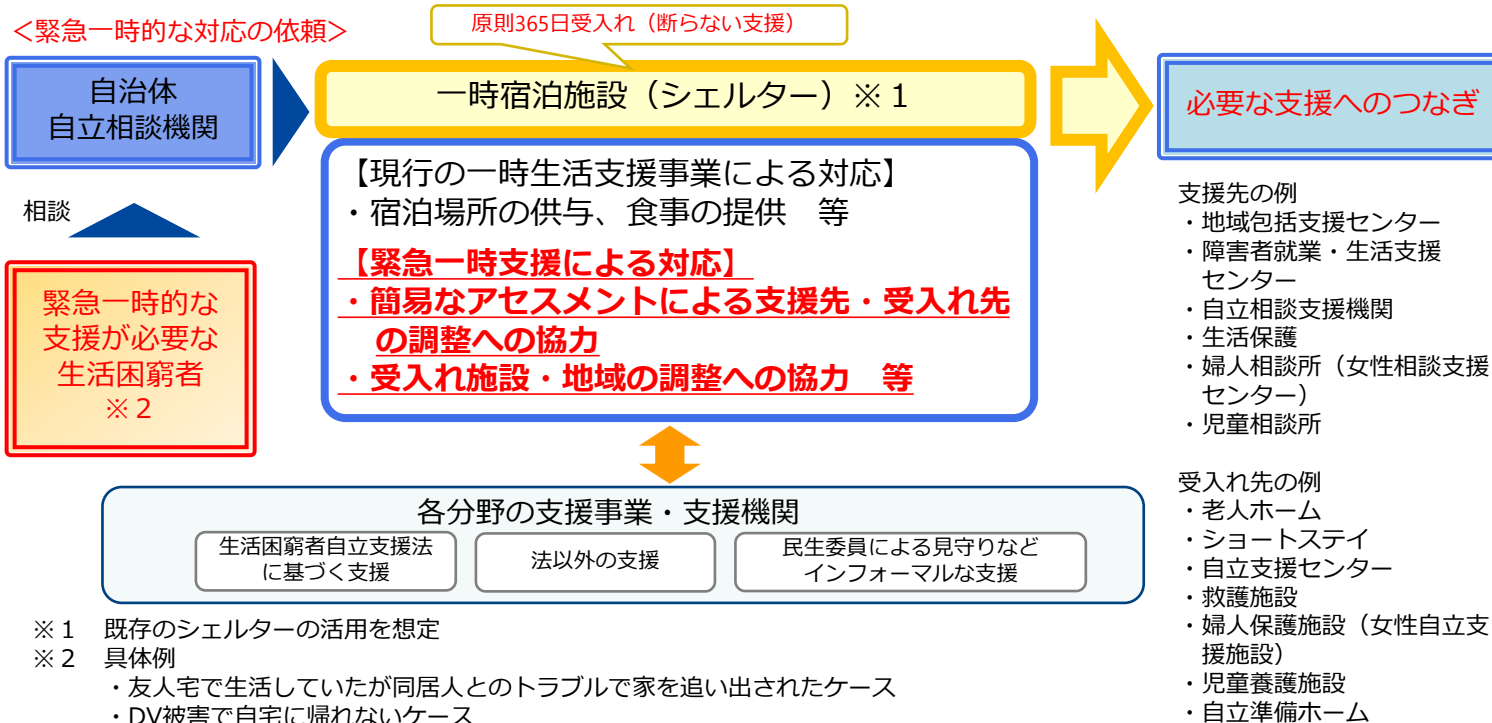 ＜緊急一時的な対応の依頼＞
原則365日受入れ（断らない支援）
自治体
自立相談機関
一時宿泊施設（シェルター）※１
必要な支援へのつなぎ
相談
緊急一時的な
支援が必要な
生活困窮者
※２
【現行の一時生活支援事業による対応】
・宿泊場所の供与、食事の提供　等
【緊急一時支援による対応】
・簡易なアセスメントによる支援先・受入れ先
の調整への協力
・受入れ施設・地域の調整への協力　等
各分野の支援事業・支援機関
生活困窮者自立支援法
に基づく支援
法以外の支援
民生委員による見守りなど
インフォーマルな支援
支援先の例
・地域包括支援センター
・障害者就業・生活支援
センター
・自立相談支援機関
・生活保護
・婦人相談所（女性相談支援
センター）
・児童相談所
受入れ先の例
・老人ホーム
・ショートステイ
・自立支援センター
・救護施設
・婦人保護施設（女性自立支
援施設）
・児童養護施設
・自立準備ホーム
※１　既存のシェルターの活用を想定
※２　具体例
・友人宅で生活していたが同居人とのトラブルで家を追い出されたケース
・DV被害で自宅に帰れないケース